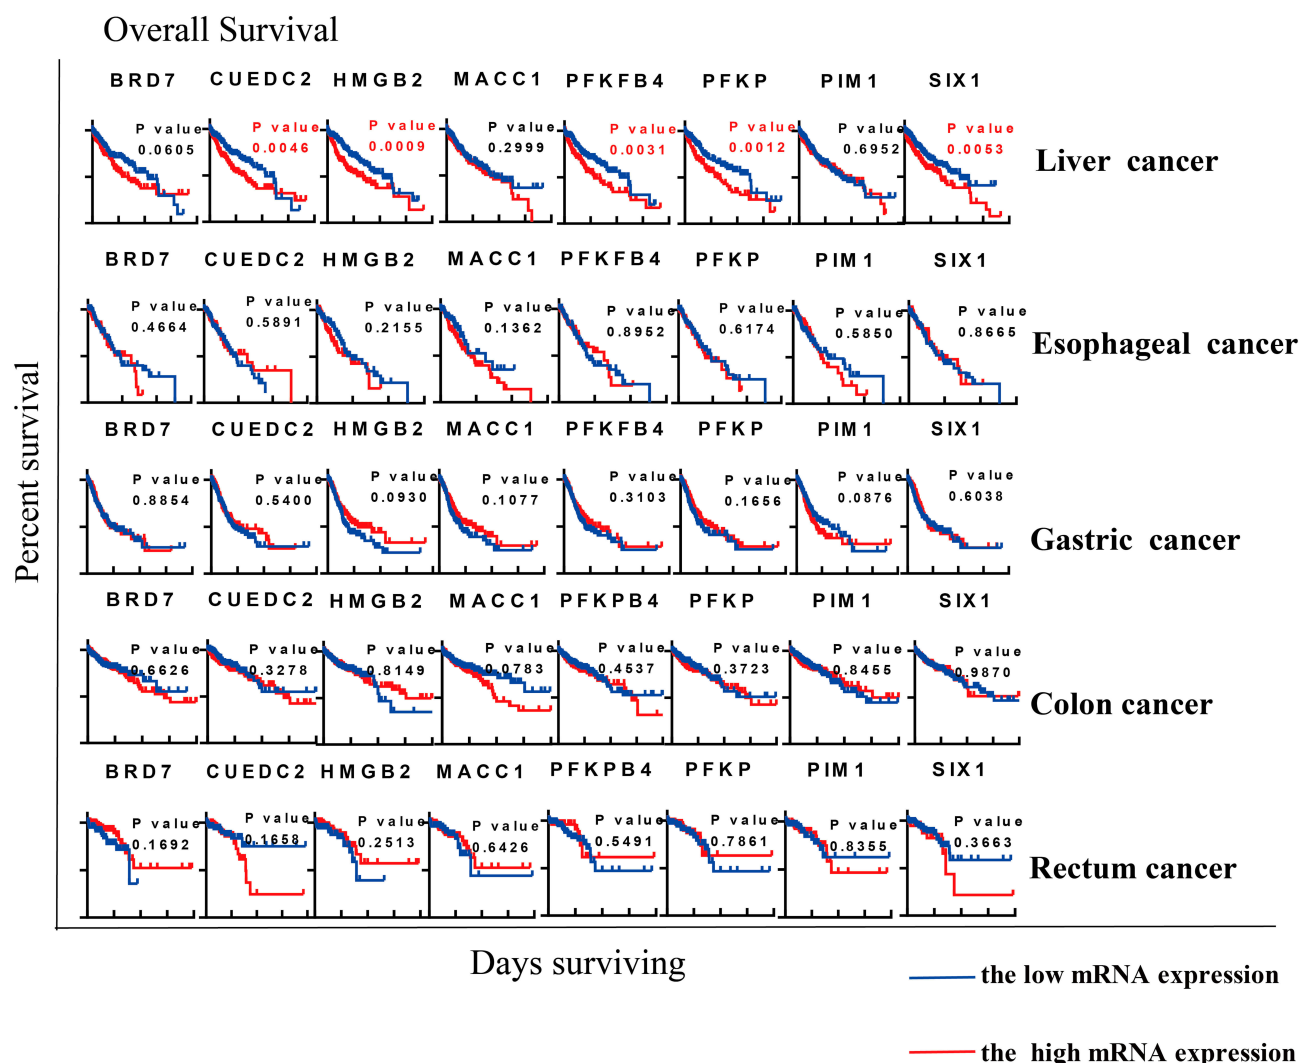 Overall Survival
BRD7 CUEDC2 HMGB2 MACC1 PFKFB4 PFKP PIM1 SIX1
P value P value P value P value P value P value P value P value
0.0605 0.0046 0.0009 0.2999 0.0031 0.0012 0.6952 0.0053
Liver cancer
BRD7 CUEDC2 HMGB2 MACC1 PFKFB4 PFKP PIM1 SIX1
P value P value P value P value P value P value P value P value
0.4664 0.5891 0.2155 0.1362 0.8952 0.6174 0.5850 0.8665
Esophageal cancer
BRD7 CUEDC2 HMGB2 MACC1 PFKFB4 PFKP PIM1 SIX1
P value P value P value P value P value P value P value P value
0.8854 0.5400 0.0930 0.1077 0.3103 0.1656 0.0876 0.6038
Gastric cancer
BRD7 CUEDC2 HMGB2 MACC1 PFKPB4 PFKP PIM1 SIX1
P value P value P value P value P value P value P value P value
0.6626 0.3278 0.8149 0.0783 0.4537 0.3723 0.8455 0.9870
Colon cancer
BRD7 CUEDC2 HMGB2 MACC1 PFKPB4 PFKP PIM1 SIX1
P value P value P value P value P value P value P value P value
0.1692 0.1658 0.2513 0.6426 0.5491 0.7861 0.8355 0.3663
Rectum cancer
Percent survival
Days surviving
the low mRNA expression
the high mRNA expression